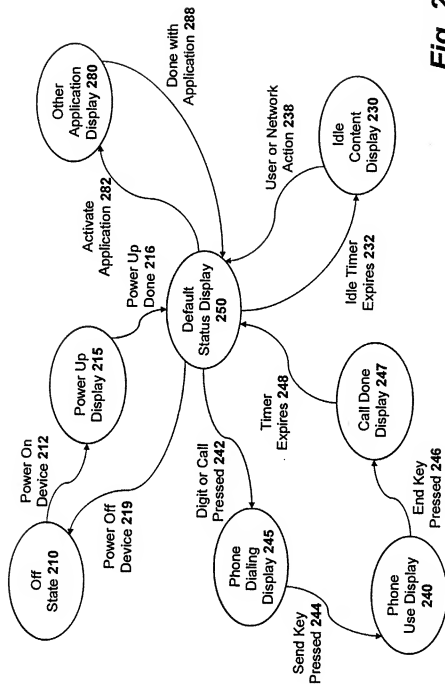 Off
State 210
Power On
Device 212
Power Up
Display 215
Power Up
Done 216
Power Off
Device 219
Activate
Application 282
Other
Application
Display 280
Done with
Application 288
Default
Status Display
250
User or Network
Action 238
Idle
Content
Display 230
Idle Timer
Expires 232
Digit or Call
Pressed 242
Phone
Dialing
Display 245
Send Key
Pressed 244
Phone
Use Display
240
End Key
Pressed 246
Call Done
Display 247
Timer
Expires 248